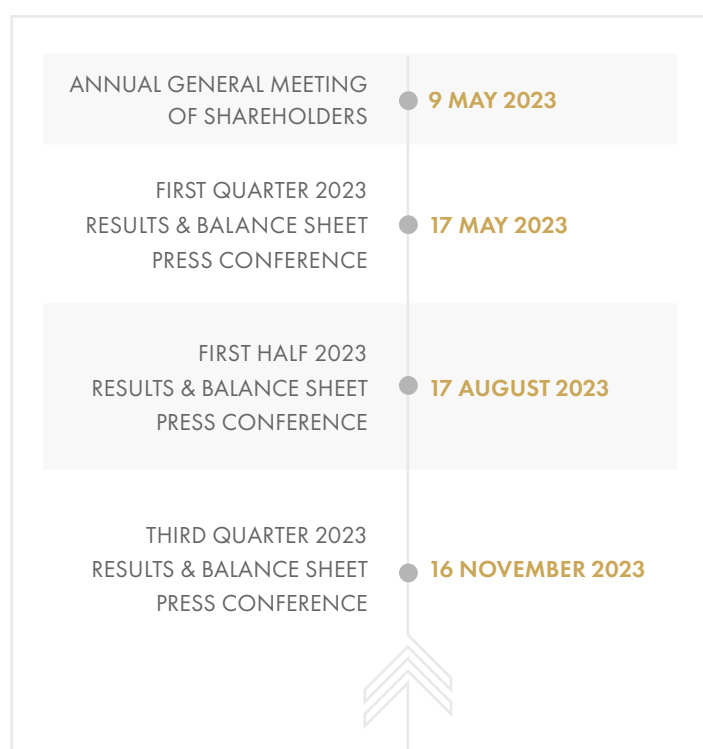 ANNUAL GENERAL MEETING
OF SHAREHOLDERS
9 MAY 2023
FIRST QUARTER 2023
RESULTS & BALANCE SHEET
PRESS CONFERENCE
17 MAY 2023
FIRST HALF 2023
RESULTS & BALANCE SHEET
PRESS CONFERENCE
17 AUGUST 2023
THIRD QUARTER 2023
RESULTS & BALANCE SHEET
PRESS CONFERENCE
16 NOVEMBER 2023